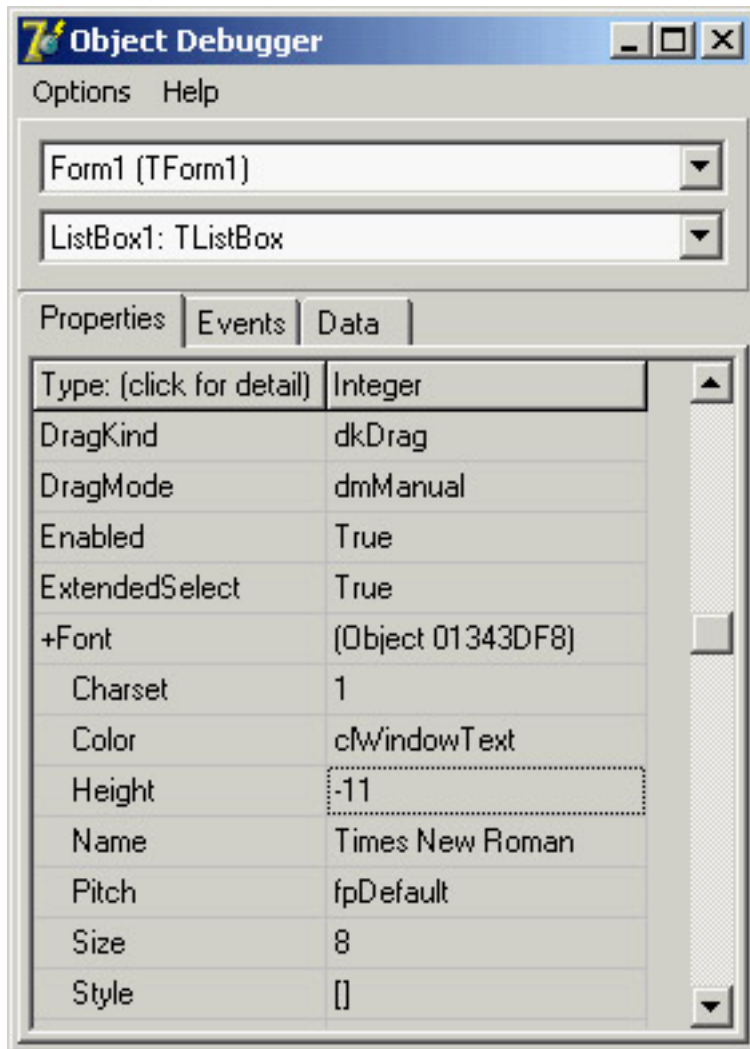 Object Debugger
Options Help
Form1 (TForm1)
ListBox1: TListBox
Properties Events Data
Type: (click for detail) Integer
DragKind dkDrag
DragMode dmManual
Enabled True
ExtendedSelect True
+Font (Object 01343DF8)
Charset 1
Color clWindowText
Height -11
Name Times New Roman
Pitch fpDefault
Size 8
Style []